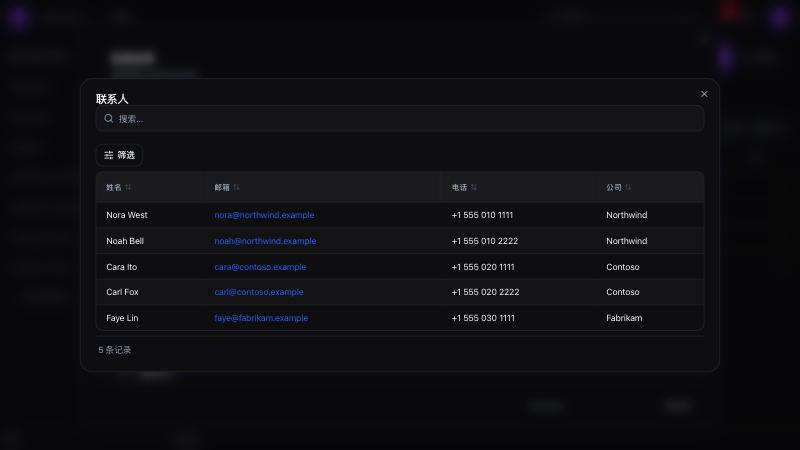 联系人
搜索...
筛选
姓名 邮箱 电话 公司
Nora West nora@northwind.example +1 555 010 1111 Northwind
Noah Bell noah@northwind.example +1 555 010 2222 Northwind
Cara Ito cara@contoso.example +1 555 020 1111 Contoso
Carl Fox carl@contoso.example +1 555 020 2222 Contoso
Faye Lin faye@fabrikam.example +1 555 030 1111 Fabrikam
5 条记录